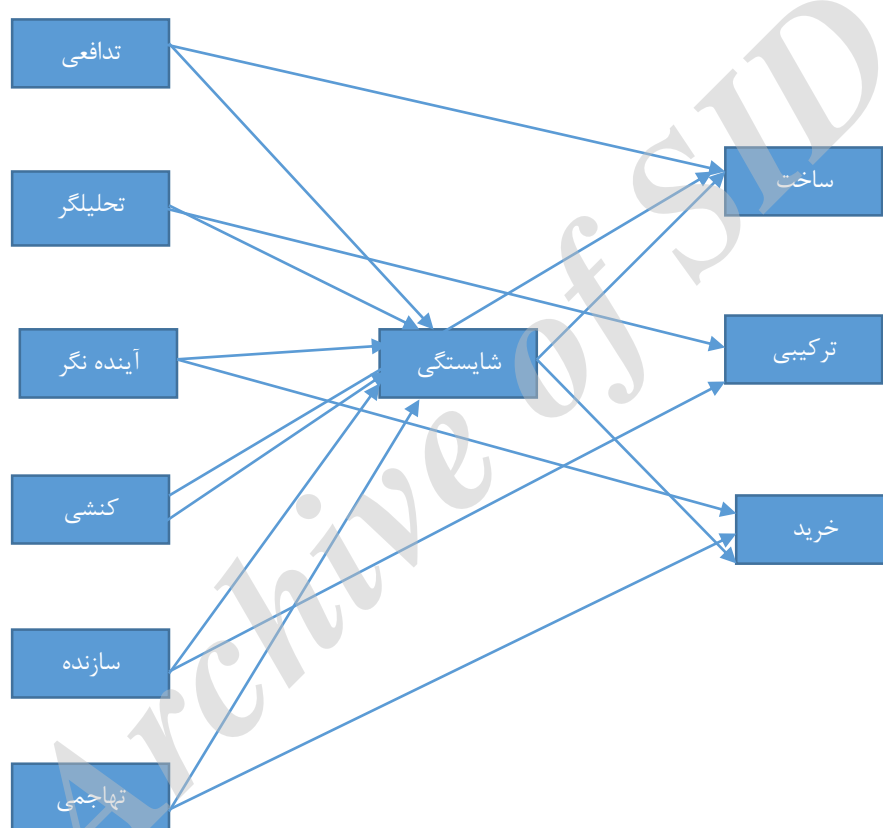 تدافعی
تحلیلگر
آینده نگر
کنشی
سازنده
تهاجمی
شایستگی
ساخت
ترکیبی
خرید
Archive of SID